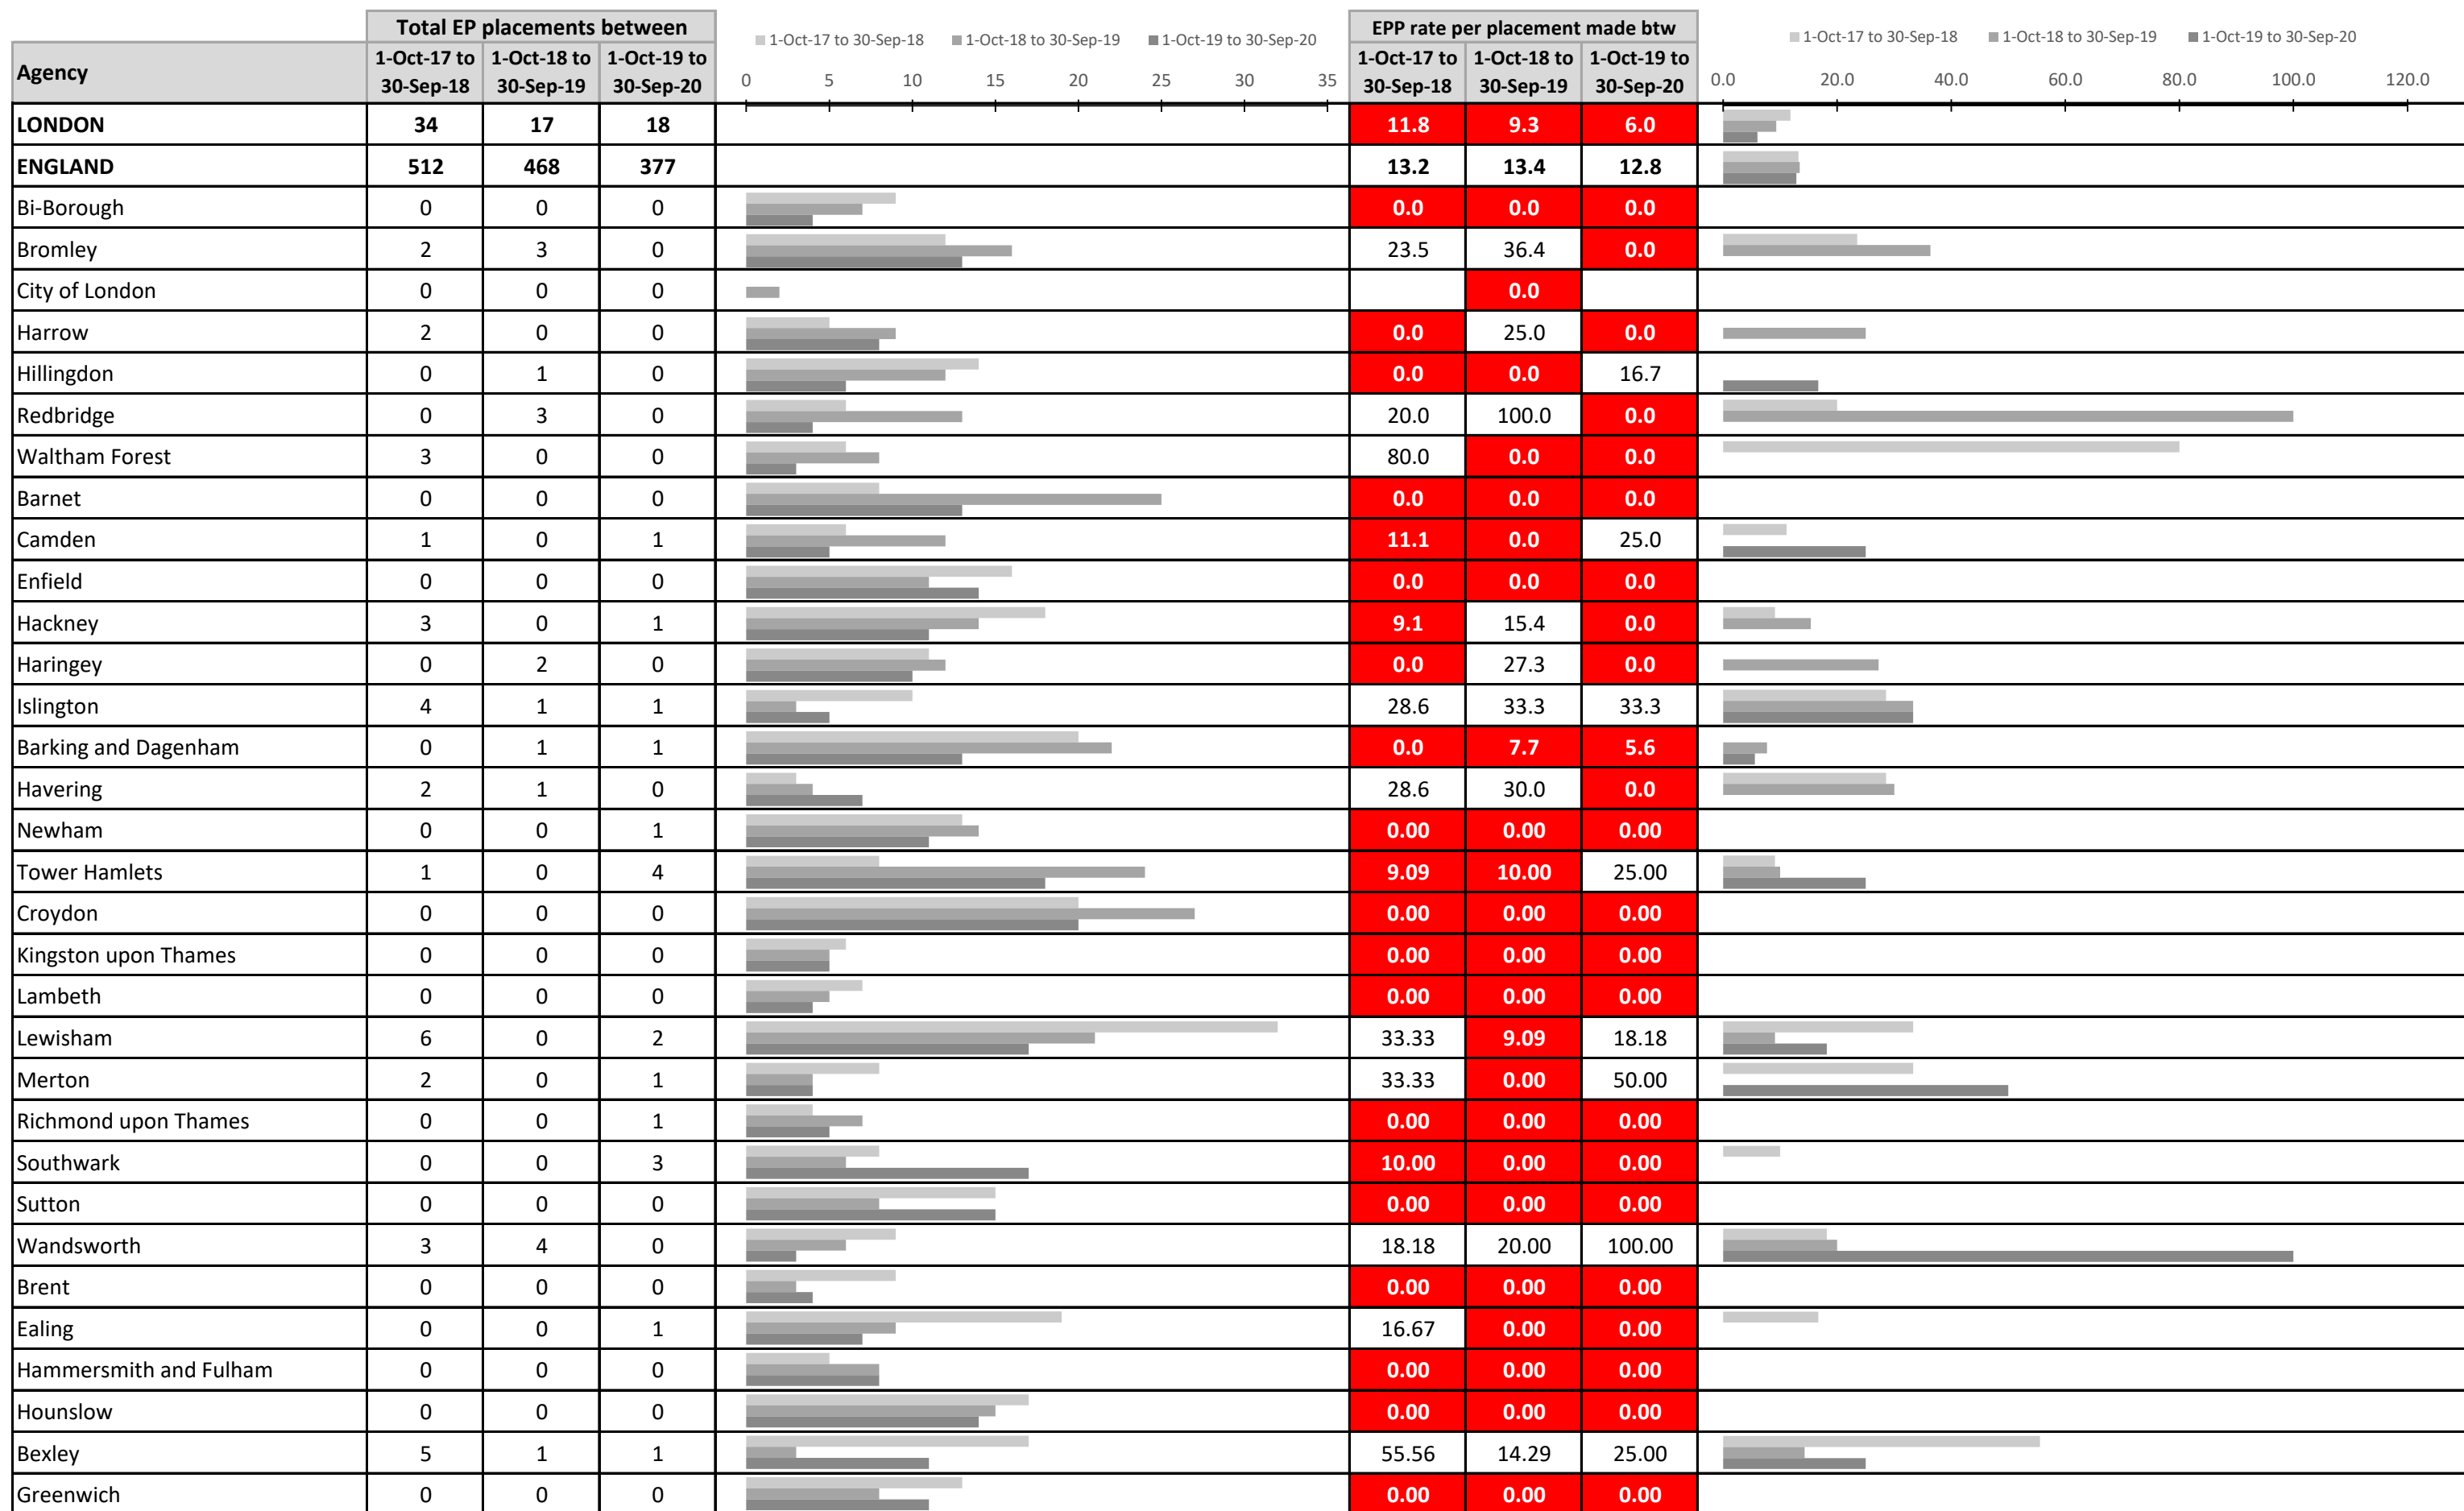 Total EP placements between
1-Oct-17 to 30-Sep-18 1-Oct-18 to 30-Sep-19 1-Oct-19 to 30-Sep-20
EPP rate per placement made btw
1-Oct-17 to 30-Sep-18 1-Oct-18 to 30-Sep-19 1-Oct-19 to 30-Sep-20
Agency
1-Oct-17 to 1-Oct-18 to 1-Oct-19 to
30-Sep-18 30-Sep-19 30-Sep-20
0 5 10 15 20 25 30 35
1-Oct-17 to 1-Oct-18 to 1-Oct-19 to
30-Sep-18 30-Sep-19 30-Sep-20
0.0 20.0 40.0 60.0 80.0 100.0 120.0
LONDON 34 17 18 11.8 9.3 6.0
ENGLAND 512 468 377 13.2 13.4 12.8
Bi-Borough 0 0 0 0.0 0.0 0.0
Bromley 2 3 0 23.5 36.4 0.0
City of London 0 0 0 0.0
Harrow 2 0 0 0.0 25.0 0.0
Hillingdon 0 1 0 0.0 0.0 16.7
Redbridge 0 3 0 20.0 100.0 0.0
Waltham Forest 3 0 0 80.0 0.0 0.0
Barnet 0 0 0 0.0 0.0 0.0
Camden 1 0 1 11.1 0.0 25.0
Enfield 0 0 0 0.0 0.0 0.0
Hackney 3 0 1 9.1 15.4 0.0
Haringey 0 2 0 0.0 27.3 0.0
Islington 4 1 1 28.6 33.3 33.3
Barking and Dagenham 0 1 1 0.0 7.7 5.6
Havering 2 1 0 28.6 30.0 0.0
Newham 0 0 1 0.00 0.00 0.00
Tower Hamlets 1 0 4 9.09 10.00 25.00
Croydon 0 0 0 0.00 0.00 0.00
Kingston upon Thames 0 0 0 0.00 0.00 0.00
Lambeth 0 0 0 0.00 0.00 0.00
Lewisham 6 0 2 33.33 9.09 18.18
Merton 2 0 1 33.33 0.00 50.00
Richmond upon Thames 0 0 1 0.00 0.00 0.00
Southwark 0 0 3 10.00 0.00 0.00
Sutton 0 0 0 0.00 0.00 0.00
Wandsworth 3 4 0 18.18 20.00 100.00
Brent 0 0 0 0.00 0.00 0.00
Ealing 0 0 1 16.67 0.00 0.00
Hammersmith and Fulham 0 0 0 0.00 0.00 0.00
Hounslow 0 0 0 0.00 0.00 0.00
Bexley 5 1 1 55.56 14.29 25.00
Greenwich 0 0 0 0.00 0.00 0.00